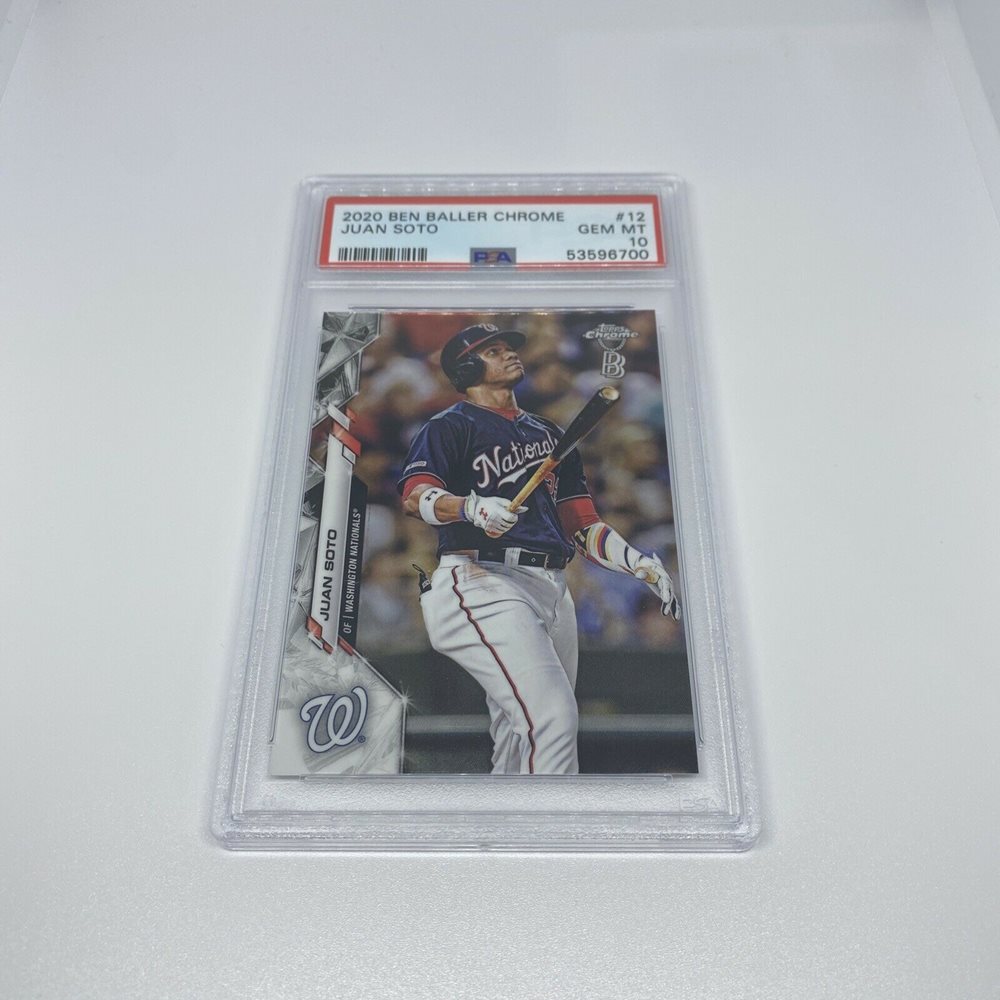 2020 BEN BALLER CHROME #12
JUAN SOTO GEM MT
10
PSA 53596700
Topps
Chrome
B
Nationals
JUAN SOTO
OF | WASHINGTON NATIONALS®
W®